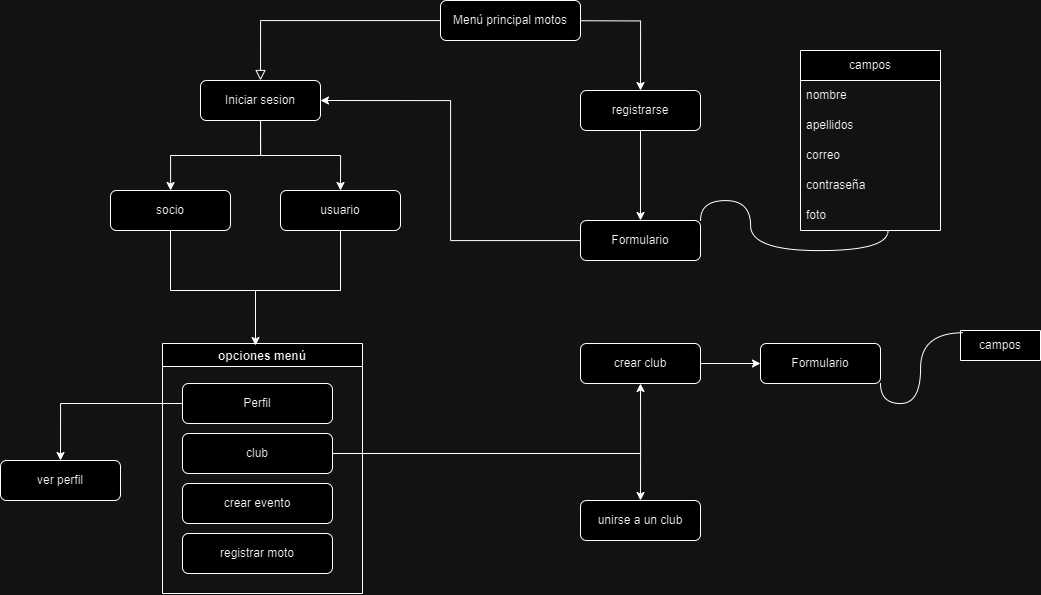 Menú principal motos
Iniciar sesion
registrarse
campos
nombre
apellidos
correo
contraseña
foto
socio
usuario
Formulario
opciones menú
Perfil
club
crear evento
registrar moto
ver perfil
crear club
Formulario
campos
unirse a un club